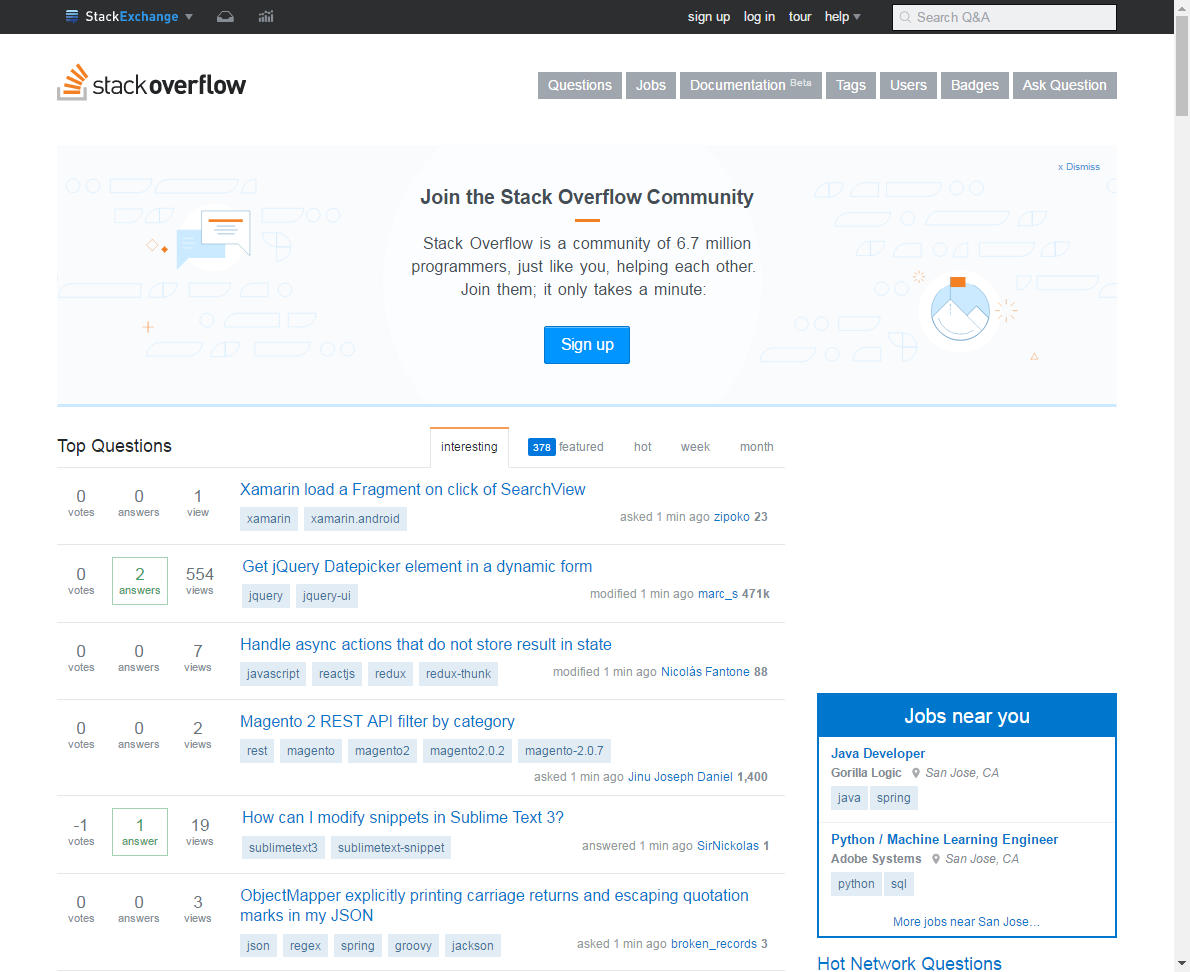 StackExchange sign up log in tour help Search Q&A
stackoverflow
Questions Jobs Documentation Beta Tags Users Badges Ask Question
x Dismiss
Join the Stack Overflow Community
Stack Overflow is a community of 6.7 million
programmers, just like you, helping each other.
Join them; it only takes a minute:
Sign up
Top Questions interesting 378 featured hot week month
0 votes 0 answers 1 view
Xamarin load a Fragment on click of SearchView
xamarin xamarin.android
asked 1 min ago zipoko 23
0 votes 2 answers 554 views
Get jQuery Datepicker element in a dynamic form
jquery jquery-ui
modified 1 min ago marc_s 471k
0 votes 0 answers 7 views
Handle async actions that do not store result in state
javascript reactjs redux redux-thunk
modified 1 min ago Nicolás Fantone 88
0 votes 0 answers 2 views
Magento 2 REST API filter by category
rest magento magento2 magento2.0.2 magento-2.0.7
asked 1 min ago Jinu Joseph Daniel 1,400
-1 votes 1 answer 19 views
How can I modify snippets in Sublime Text 3?
sublimetext3 sublimetext-snippet
answered 1 min ago SirNickolas 1
0 votes 0 answers 3 views
ObjectMapper explicitly printing carriage returns and escaping quotation
marks in my JSON
json regex spring groovy jackson
asked 1 min ago broken_records 3
Jobs near you
Java Developer
Gorilla Logic San Jose, CA
java spring
Python / Machine Learning Engineer
Adobe Systems San Jose, CA
python sql
More jobs near San Jose...
Hot Network Questions